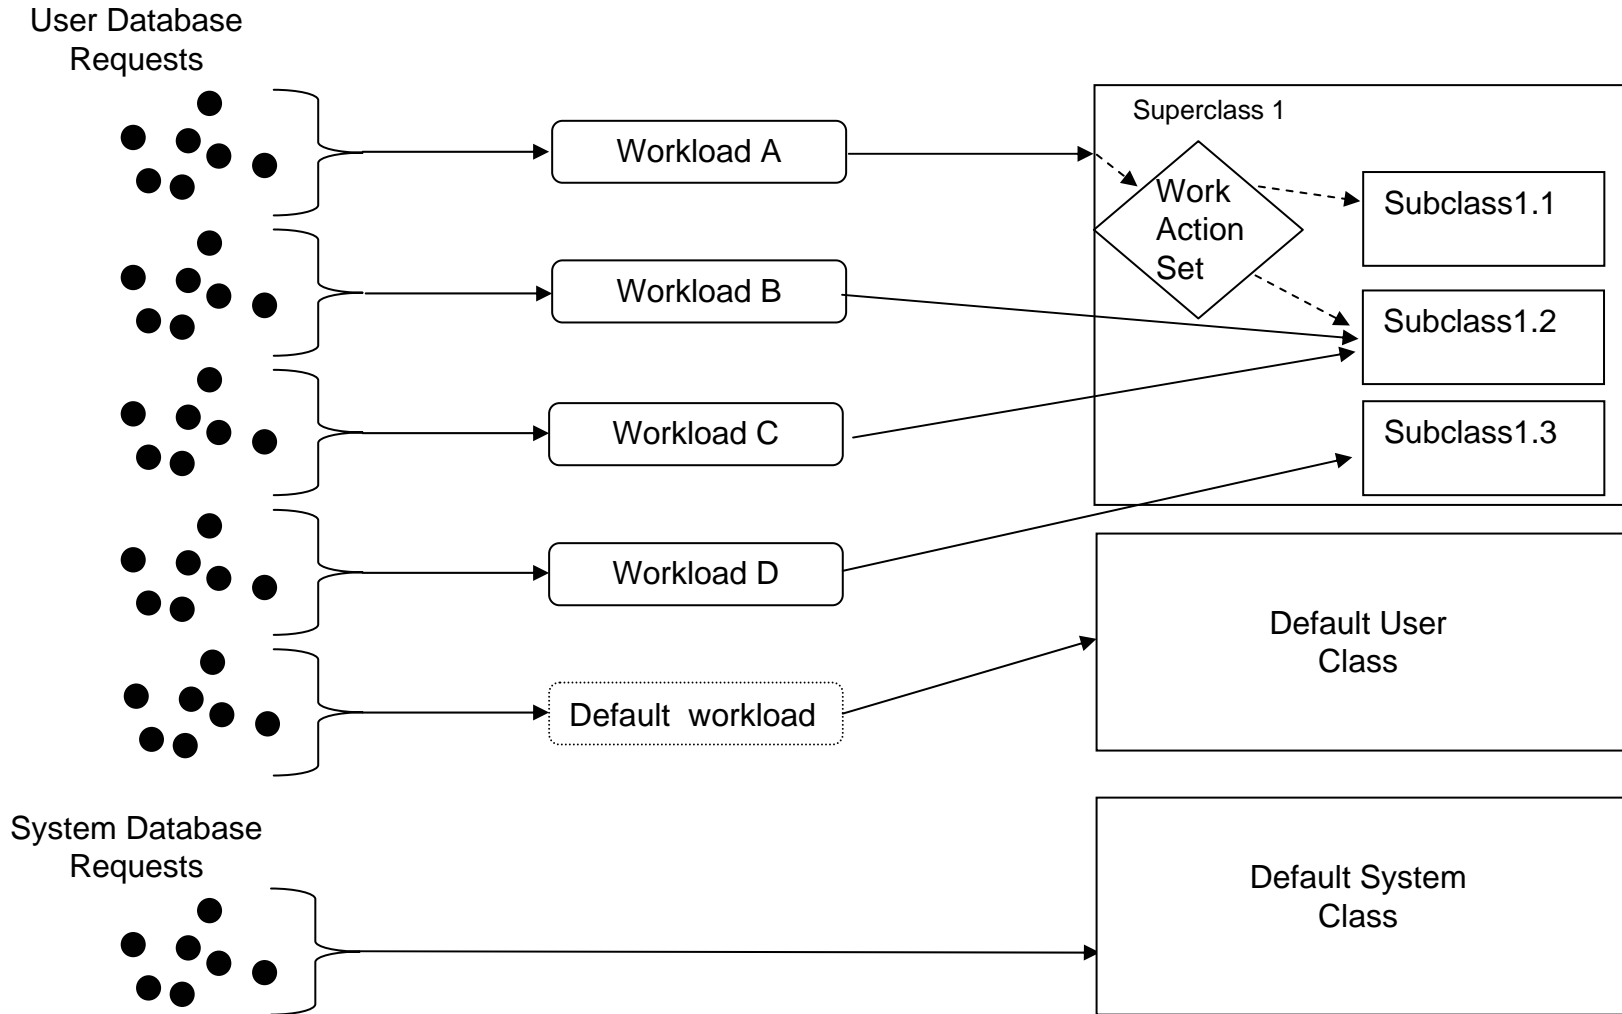 User Database
Requests
Workload A
Workload B
Workload C
Workload D
Default  workload
Superclass 1
Work
Action
Set
Subclass1.1
Subclass1.2
Subclass1.3
Default User
Class
System Database
Requests
Default System
Class